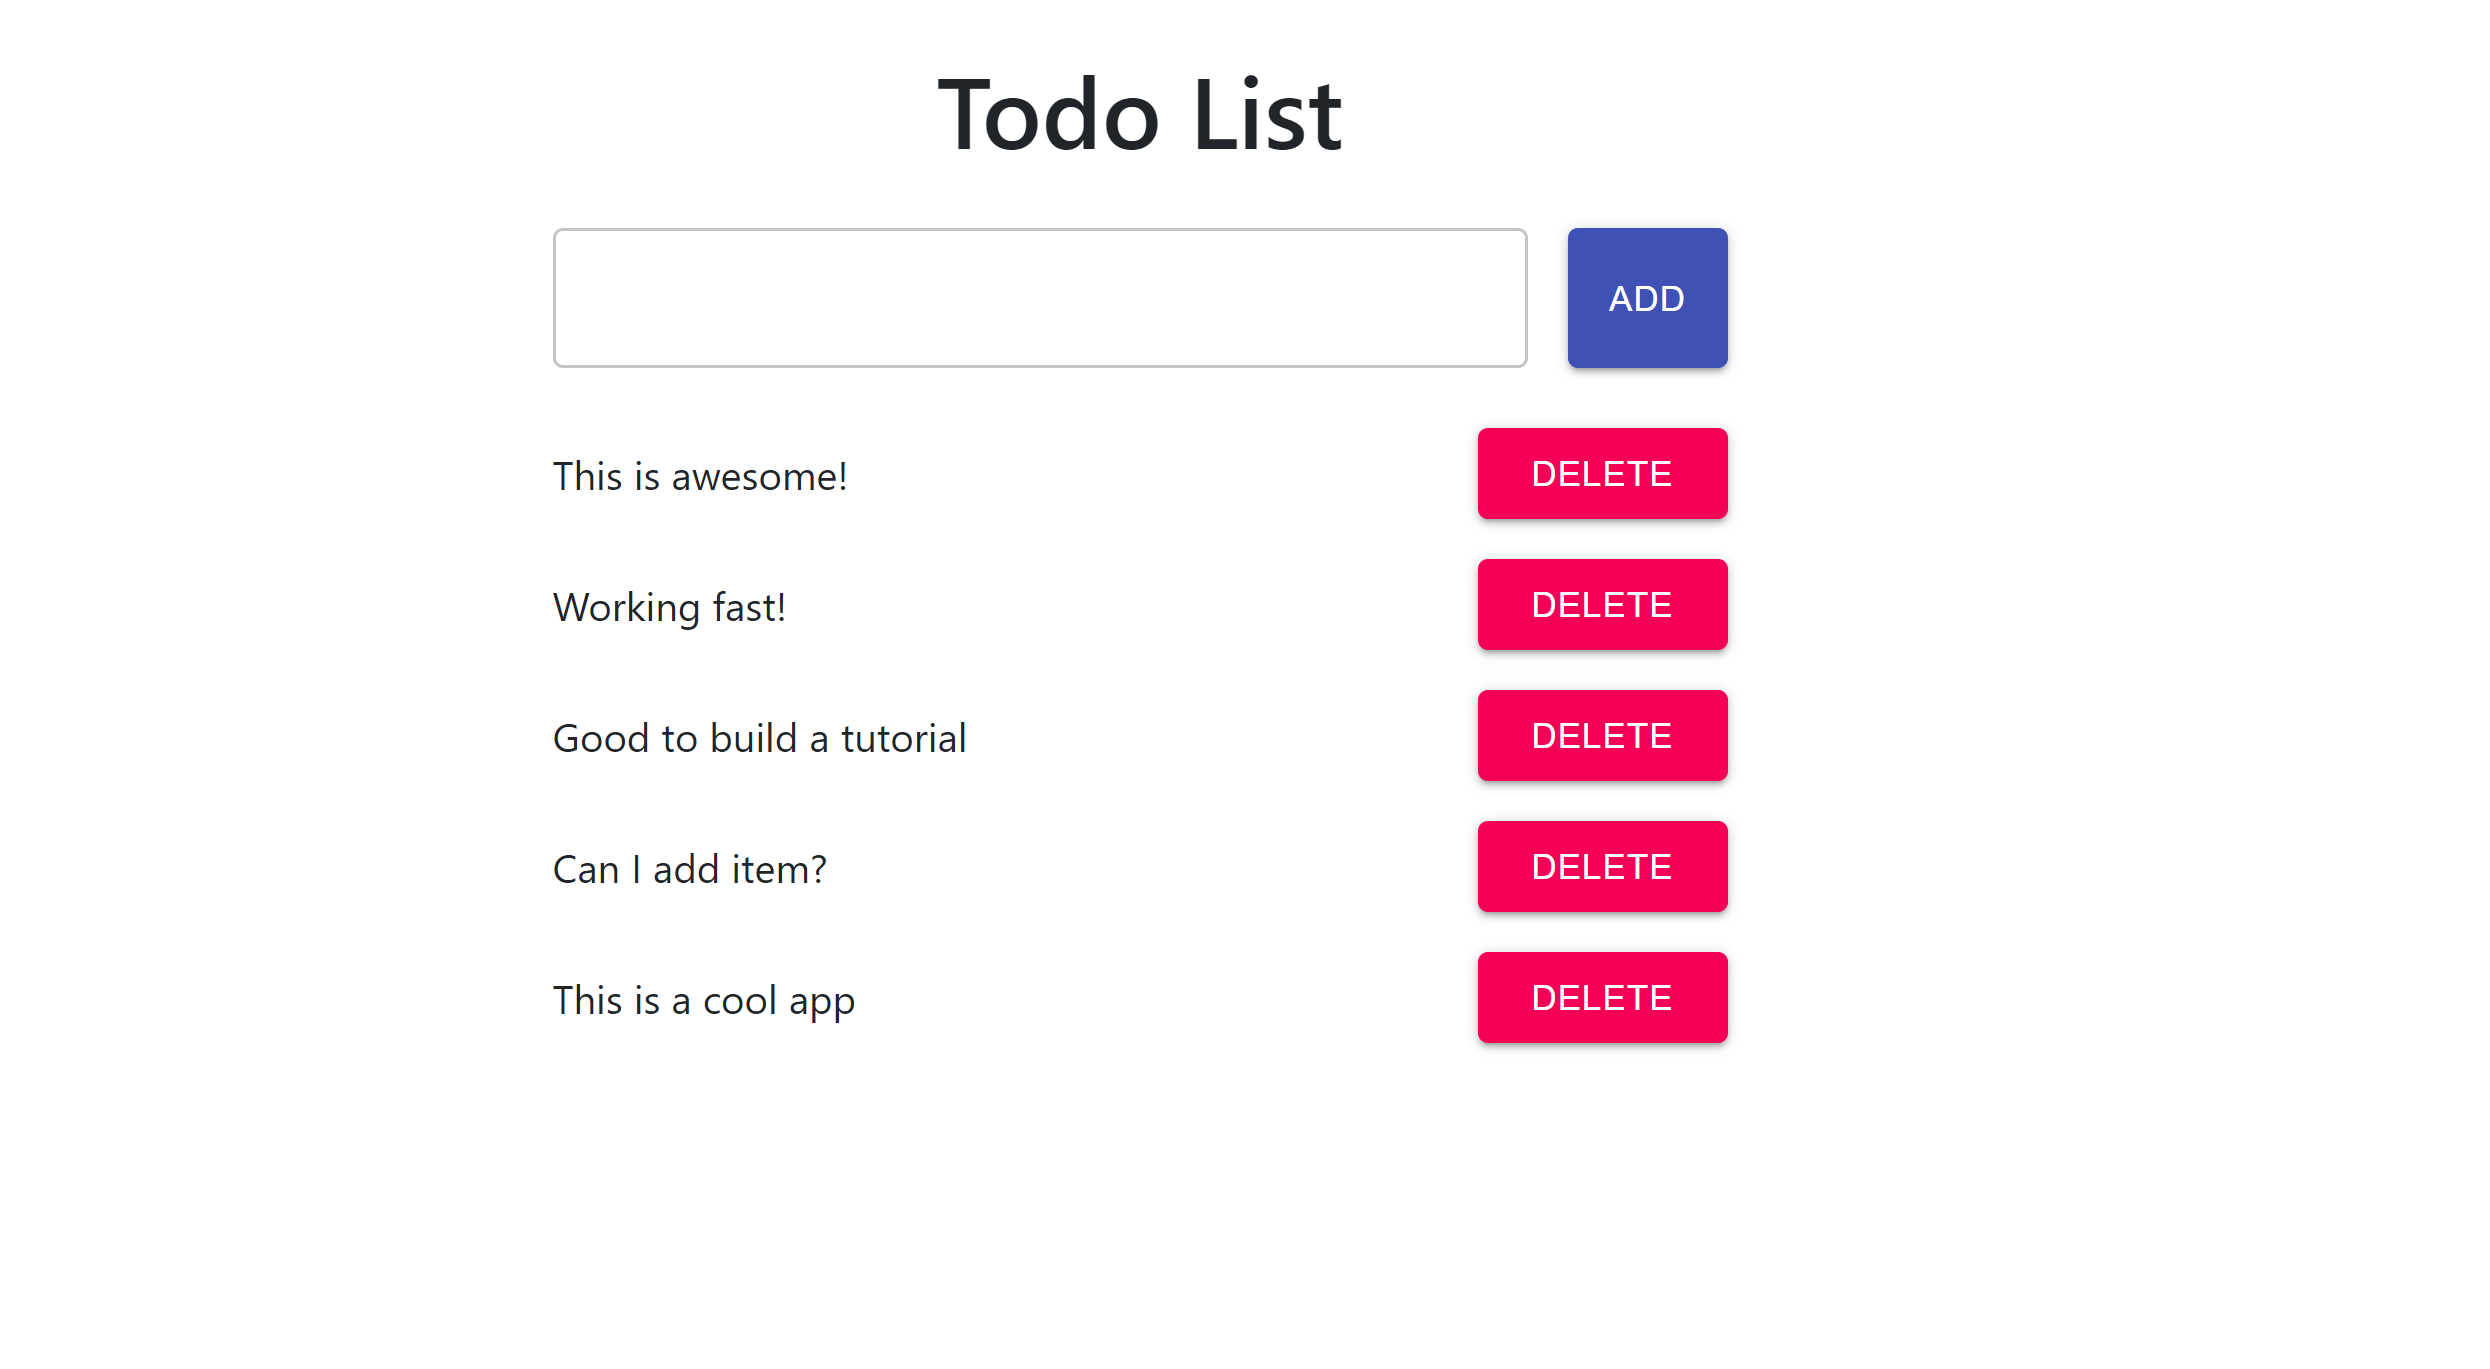 Todo List
ADD
This is awesome!
DELETE
Working fast!
DELETE
Good to build a tutorial
DELETE
Can I add item?
DELETE
This is a cool app
DELETE